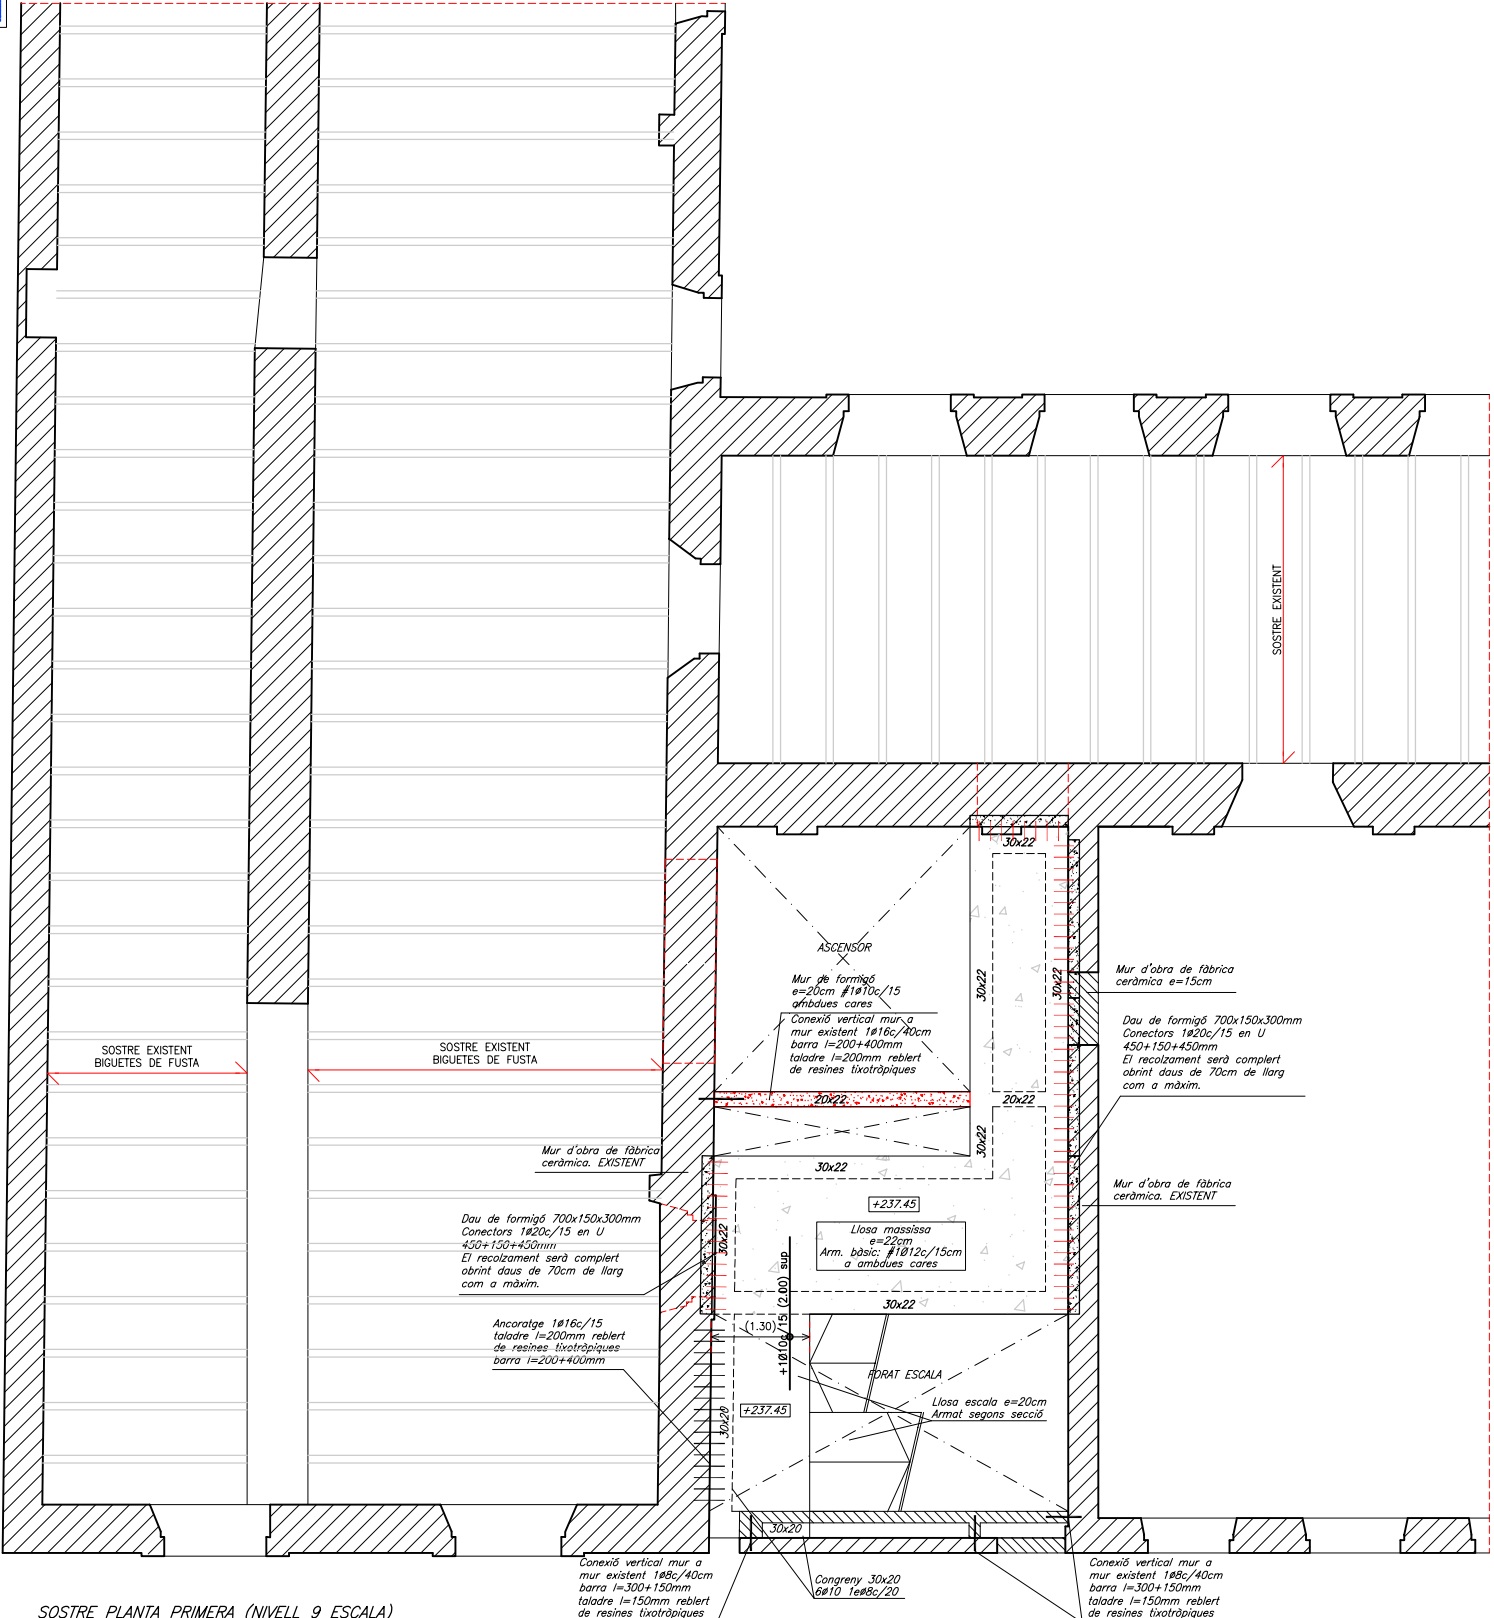 SOSTRE EXISTENT
ASCENSOR
Mur de formigó
e=20cm #1ø10c/15
ambdues cares
Conexió vertical mur a
mur existent 1ø16c/40cm
barra l=200+400mm
taladre l=200mm reblert
de resines tixotròpiques
30x22
30x22
30x22
Mur d'obra de fàbrica
ceràmica e=15cm
Dau de formigó 700x150x300mm
Conectors 1ø20c/15 en U
450+150+450mm
El recolzament serà complert
obrint daus de 70cm de llarg
com a màxim.
SOSTRE EXISTENT
BIGUETES DE FUSTA
SOSTRE EXISTENT
BIGUETES DE FUSTA
20x22
20x22
30x22
30x22
Mur d'obra de fàbrica
ceràmica. EXISTENT
Mur d'obra de fàbrica
ceràmica. EXISTENT
+237.45
Llosa massissa
e=22cm
Arm. bàsic: #1Ø12c/15cm
a ambdues cares
30x22
Dau de formigó 700x150x300mm
Conectors 1ø20c/15 en U
450+150+450mm
El recolzament serà complert
obrint daus de 70cm de llarg
com a màxim.
30x22
Ancoratge 1ø16c/15
taladre l=200mm reblert
de resines tixotròpiques
barra l=200+400mm
(1.30)
+1Ø10c/15 (2.00) sup
FORAT ESCALA
Llosa escala e=20cm
Armat segons secció
+237.45
30x20
30x20
Conexió vertical mur a
mur existent 1ø8c/40cm
barra l=300+150mm
taladre l=150mm reblert
de resines tixotròpiques
Congreny 30x20
6ø10 1eø8c/20
Conexió vertical mur a
mur existent 1ø8c/40cm
barra l=300+150mm
taladre l=150mm reblert
de resines tixotròpiques
SOSTRE PLANTA PRIMERA (NIVELL 9 ESCALA)